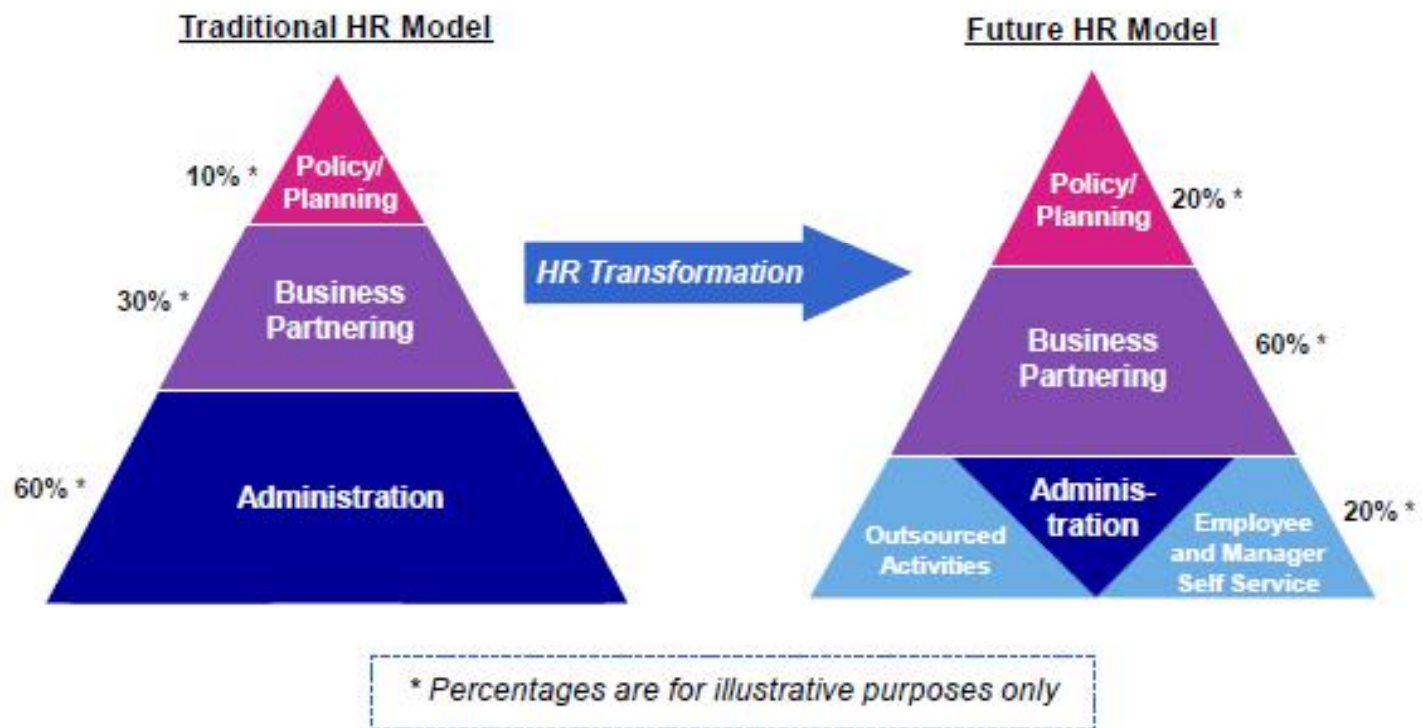 Traditional HR Model
10% *
Policy/
Planning
30% *
Business
Partnering
60% *
Administration
HR Transformation
Future HR Model
Policy/
Planning
20% *
Business
Partnering
60% *
Adminis-
tration
Outsourced
Activities
Employee
and Manager
Self Service
20% *
* Percentages are for illustrative purposes only